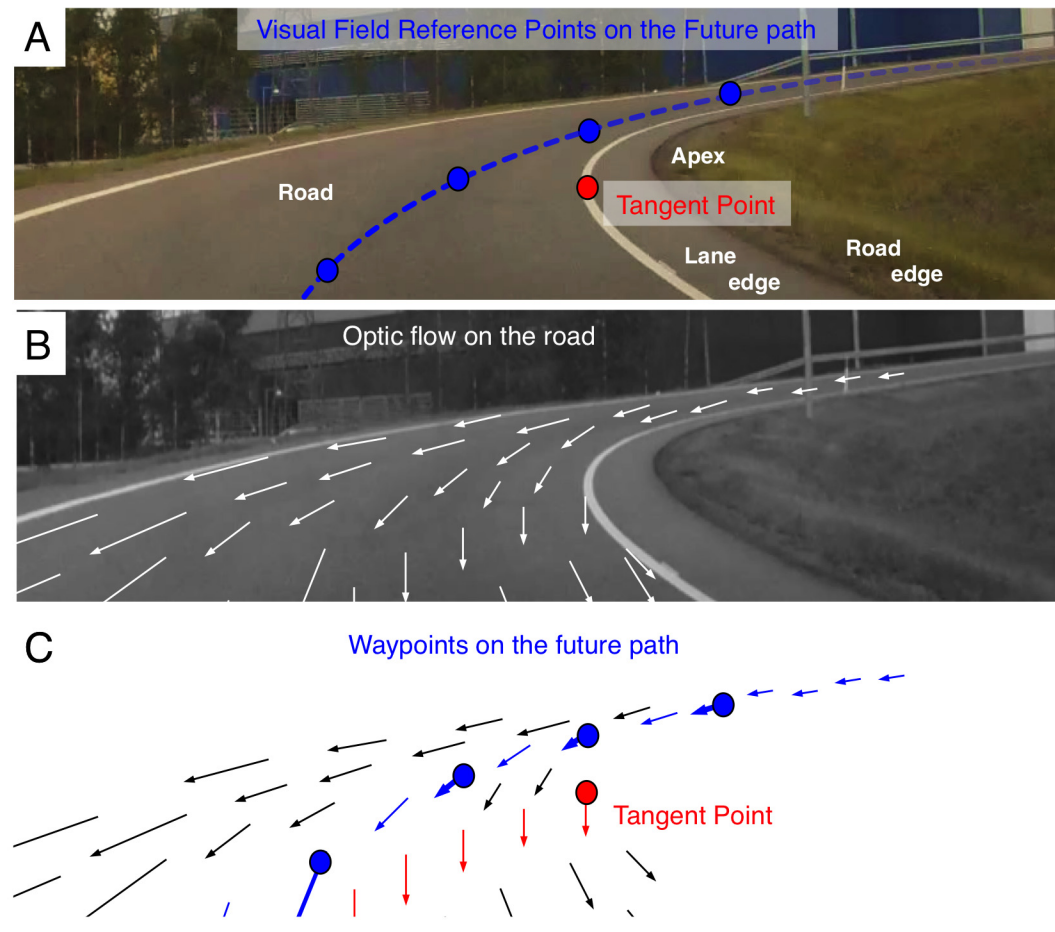 A
Visual Field Reference Points on the Future path
Apex
Road
Tangent Point
Lane
edge
Road
edge
B
Optic flow on the road
C
Waypoints on the future path
Tangent Point